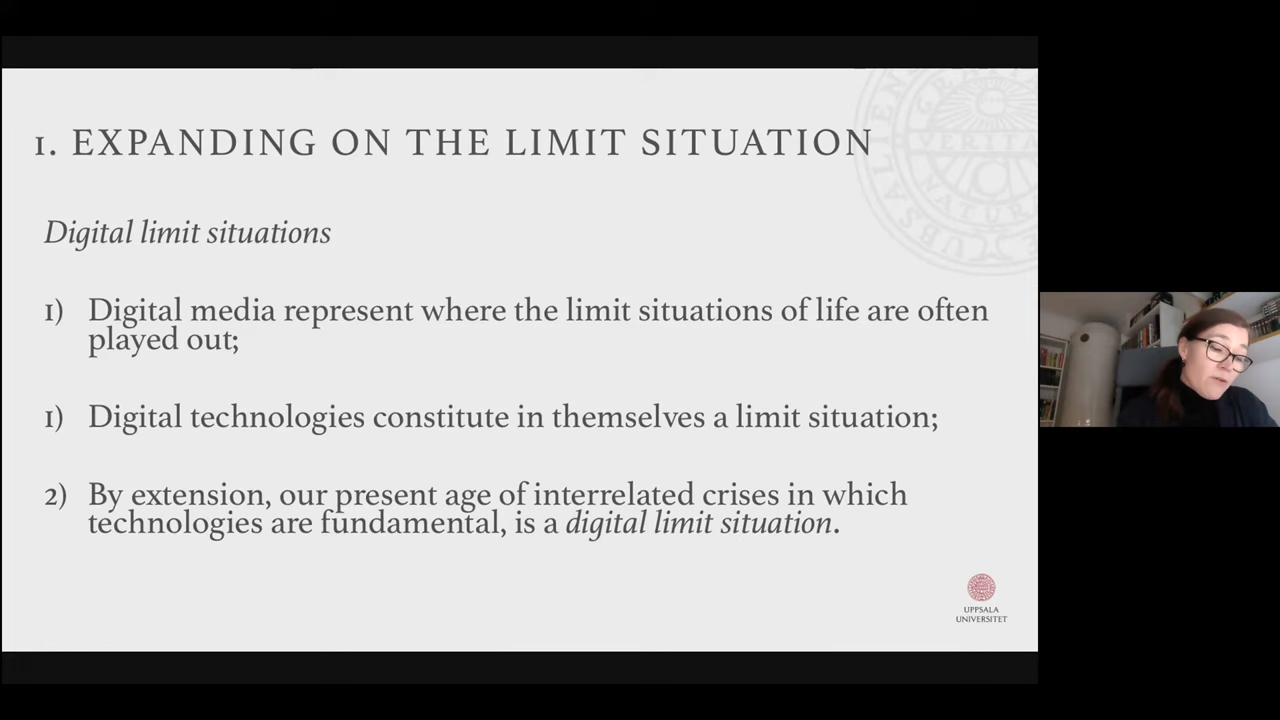 1. EXPANDING ON THE LIMIT SITUATION
Digital limit situations
1) Digital media represent where the limit situations of life are often
played out;
1) Digital technologies constitute in themselves a limit situation;
2) By extension, our present age of interrelated crises in which
technologies are fundamental, is a digital limit situation.
UPPSALA
UNIVERSITET